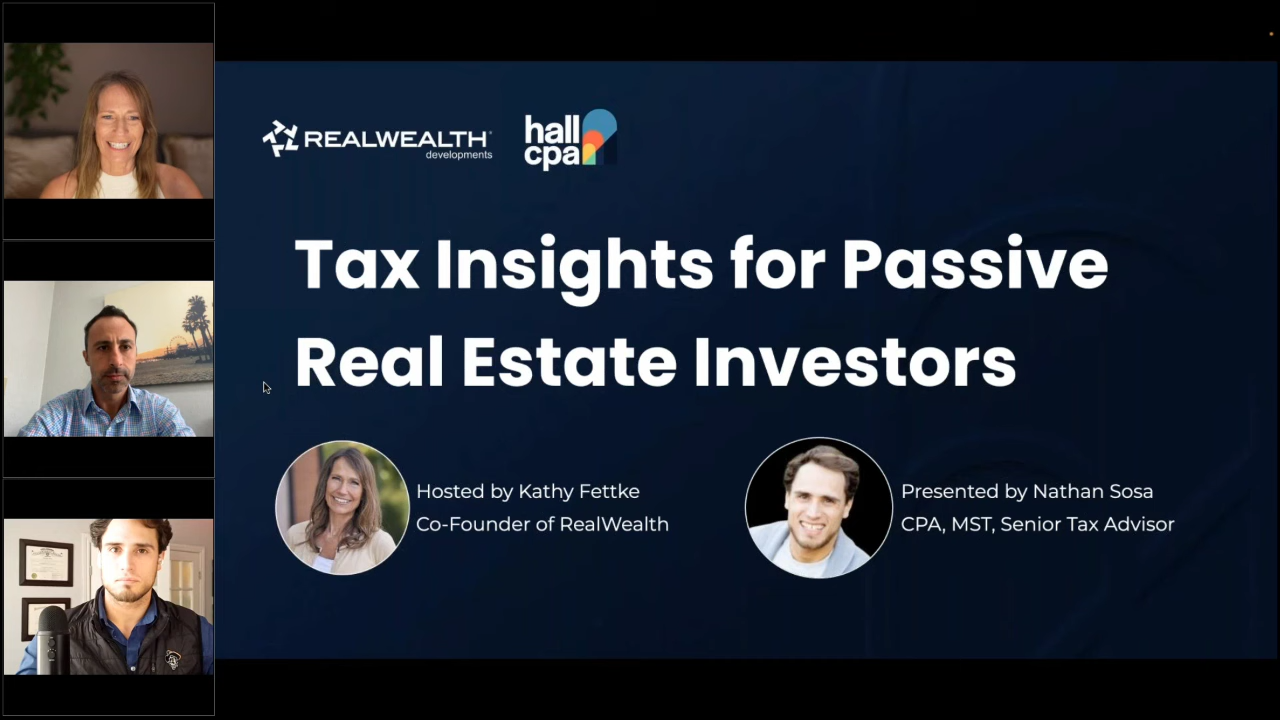 REALWEALTH
developments
hall
cpa
Tax Insights for Passive
Real Estate Investors
Hosted by Kathy Fettke
Co-Founder of RealWealth
Presented by Nathan Sosa
CPA, MST, Senior Tax Advisor